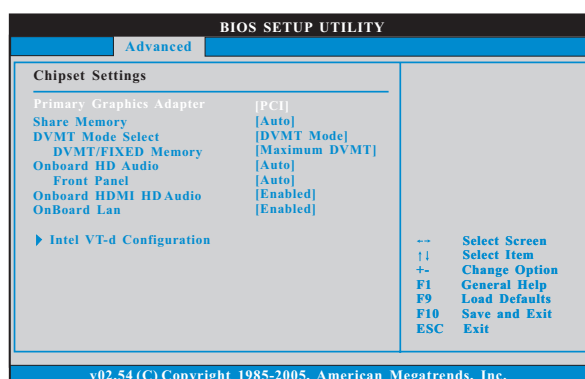 BIOS SETUP UTILITY
Advanced
Chipset Settings
Primary Graphics Adapter [PCI]
Share Memory [Auto]
DVMT Mode Select [DVMT Mode]
DVMT/FIXED Memory [Maximum DVMT]
Onboard HD Audio [Auto]
Front Panel [Auto]
Onboard HDMI HD Audio [Enabled]
OnBoard Lan [Enabled]
Intel VT-d Configuration
←→ Select Screen
↑↓ Select Item
+- Change Option
F1 General Help
F9 Load Defaults
F10 Save and Exit
ESC Exit
v02.54 (C) Copyright 1985-2005, American Megatrends, Inc.